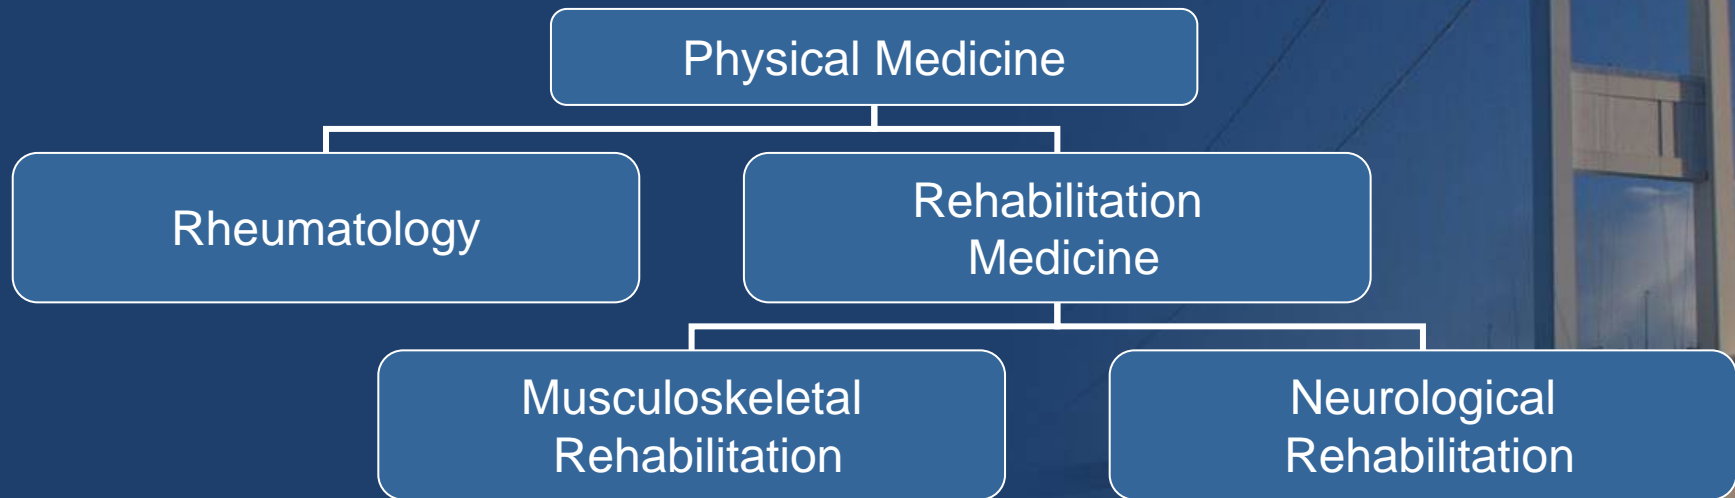 Physical Medicine
Rheumatology
Rehabilitation
Medicine
Musculoskeletal
Rehabilitation
Neurological
Rehabilitation